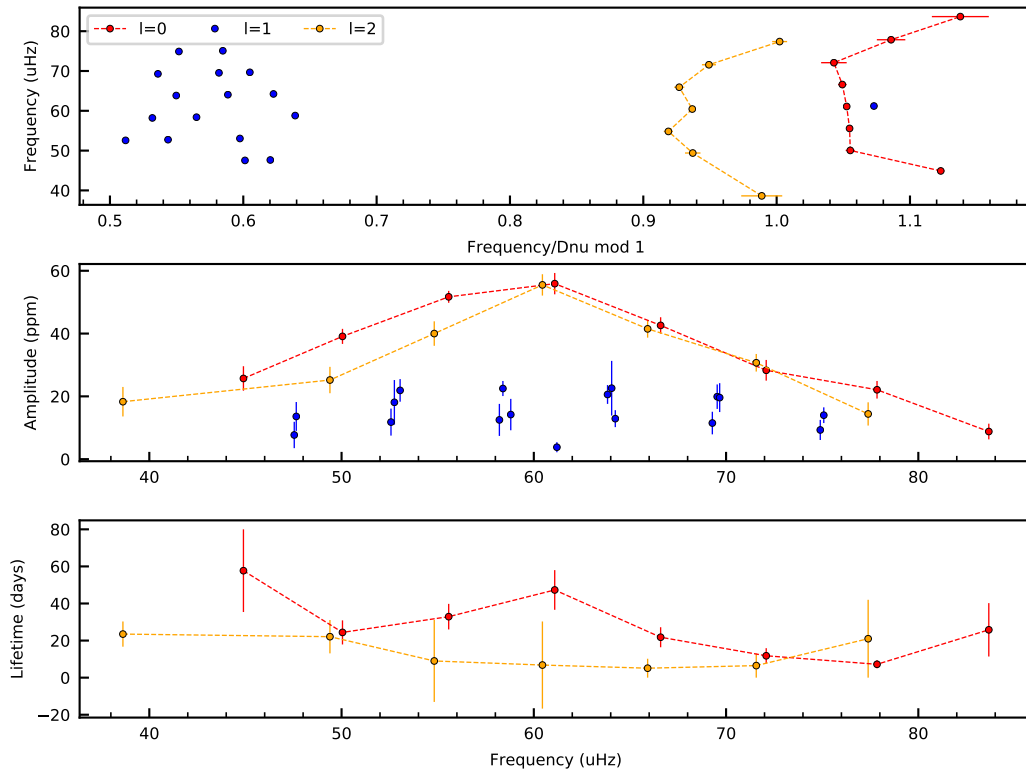 l=0 l=1 l=2
Frequency (uHz)
80
70
60
50
40
0.5 0.6 0.7 0.8 0.9 1.0 1.1
Frequency/Dnu mod 1
Amplitude (ppm)
60
40
20
0
40 50 60 70 80
Lifetime (days)
80
60
40
20
0
−20
40 50 60 70 80
Frequency (uHz)